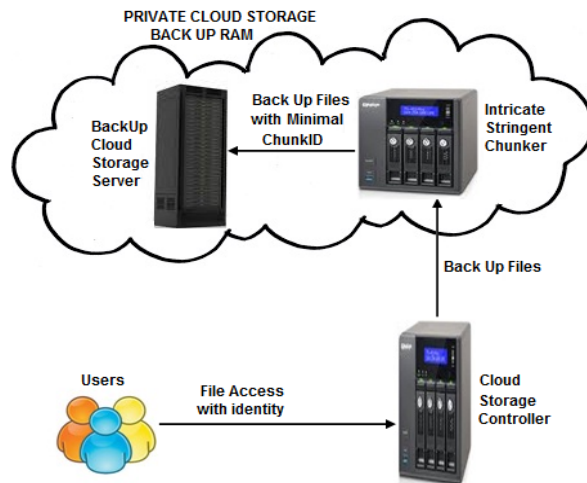 PRIVATE CLOUD STORAGE
BACK UP RAM
BackUp
Cloud
Storage
Server
Back Up Files
with Minimal
ChunkID
Intricate
Stringent
Chunker
Back Up Files
Users
File Access
with identity
Cloud
Storage
Controller